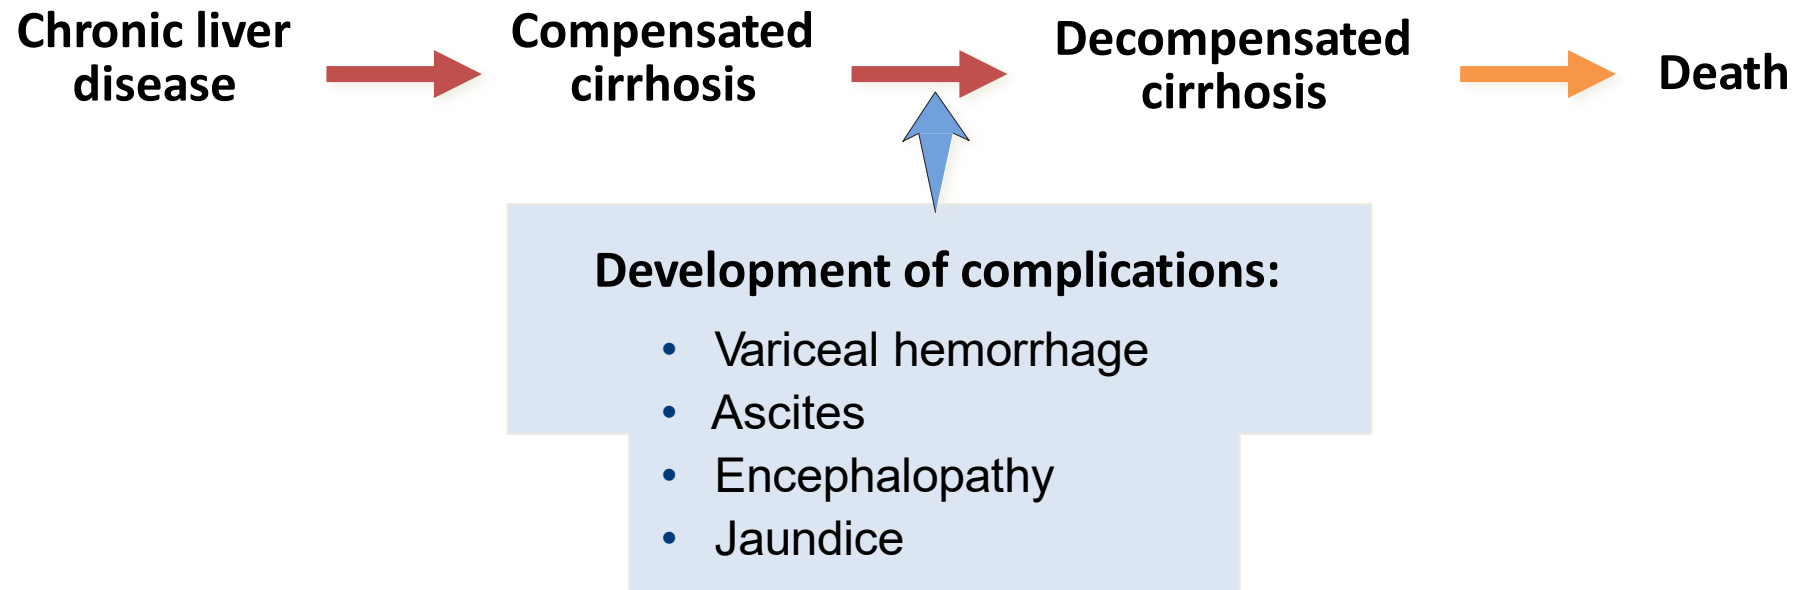 Chronic liver
disease
Compensated
cirrhosis
Decompensated
cirrhosis
Death
Development of complications:
• Variceal hemorrhage
• Ascites
• Encephalopathy
• Jaundice